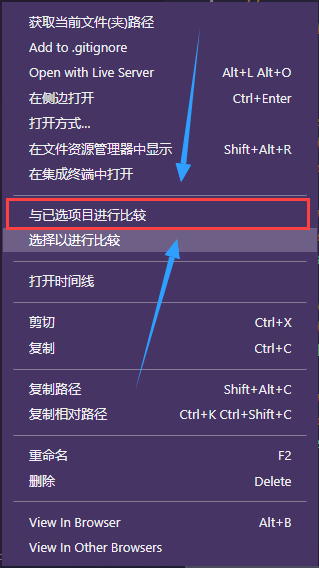 获取当前文件(夹)路径
Add to .gitignore
Open with Live Server Alt+L Alt+O
在侧边打开 Ctrl+Enter
打开方式...
在文件资源管理器中显示 Shift+Alt+R
在集成终端中打开
与已选项目进行比较
选择以进行比较
打开时间线
剪切 Ctrl+X
复制 Ctrl+C
复制路径 Shift+Alt+C
复制相对路径 Ctrl+K Ctrl+Shift+C
重命名 F2
删除 Delete
View In Browser Alt+B
View In Other Browsers